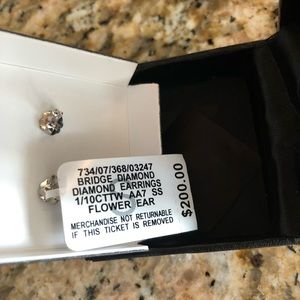 734/07/368/03247
BRIDGE DIAMOND
DIAMOND EARRINGS
1/10CTTW AA7 SS
FLOWER EAR
MERCHANDISE NOT RETURNABLE
IF THIS TICKET IS REMOVED
$200.00